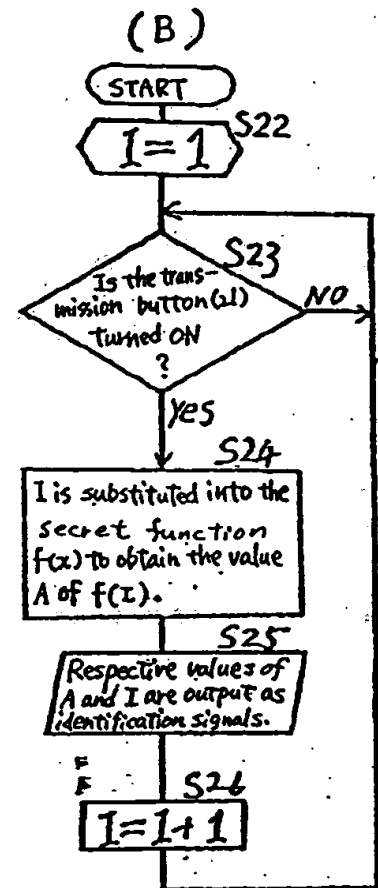 (B)
START
S22
I=1
S23
Is the trans-
mission button(21)
turned ON
?
NO
Yes
S24
I is substituted into the
secret function
f(x) to obtain the value
A of f(I).
S25
Respective values of
A and I are output as
identification signals.
S26
I=I+1